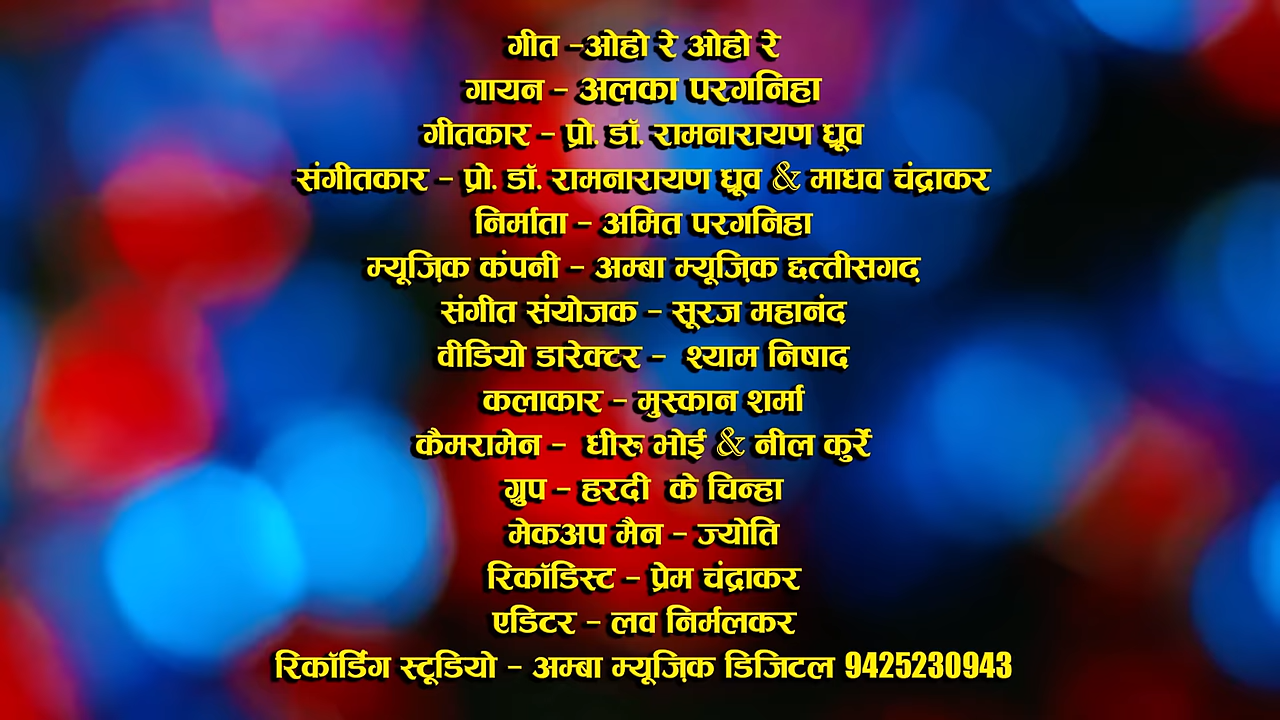 गीत -ओहो रे ओहो रे
गायन - अलका परगनिहा
गीतकार - प्रो. डॉ. रामनारायण ध्रूव
संगीतकार - प्रो. डॉ. रामनारायण ध्रूव & माधव चंद्राकर
निर्माता - अमित परगनिहा
म्यूज़िक कंपनी - अम्बा म्यूज़िक छत्तीसगढ़
संगीत संयोजक - सूरज महानंद
वीडियो डारेक्टर - श्याम निषाद
कलाकार - मुस्कान शर्मा
कैमरामेन - धीरू भोई & नील कुर्रे
ग्रुप - हरदी के चिन्हा
मेकअप मैन - ज्योति
रिकॉडिस्ट - प्रेम चंद्राकर
एडिटर - लव निर्मलकर
रिकॉर्डिंग स्टूडियो - अम्बा म्यूज़िक डिजिटल 9425230943